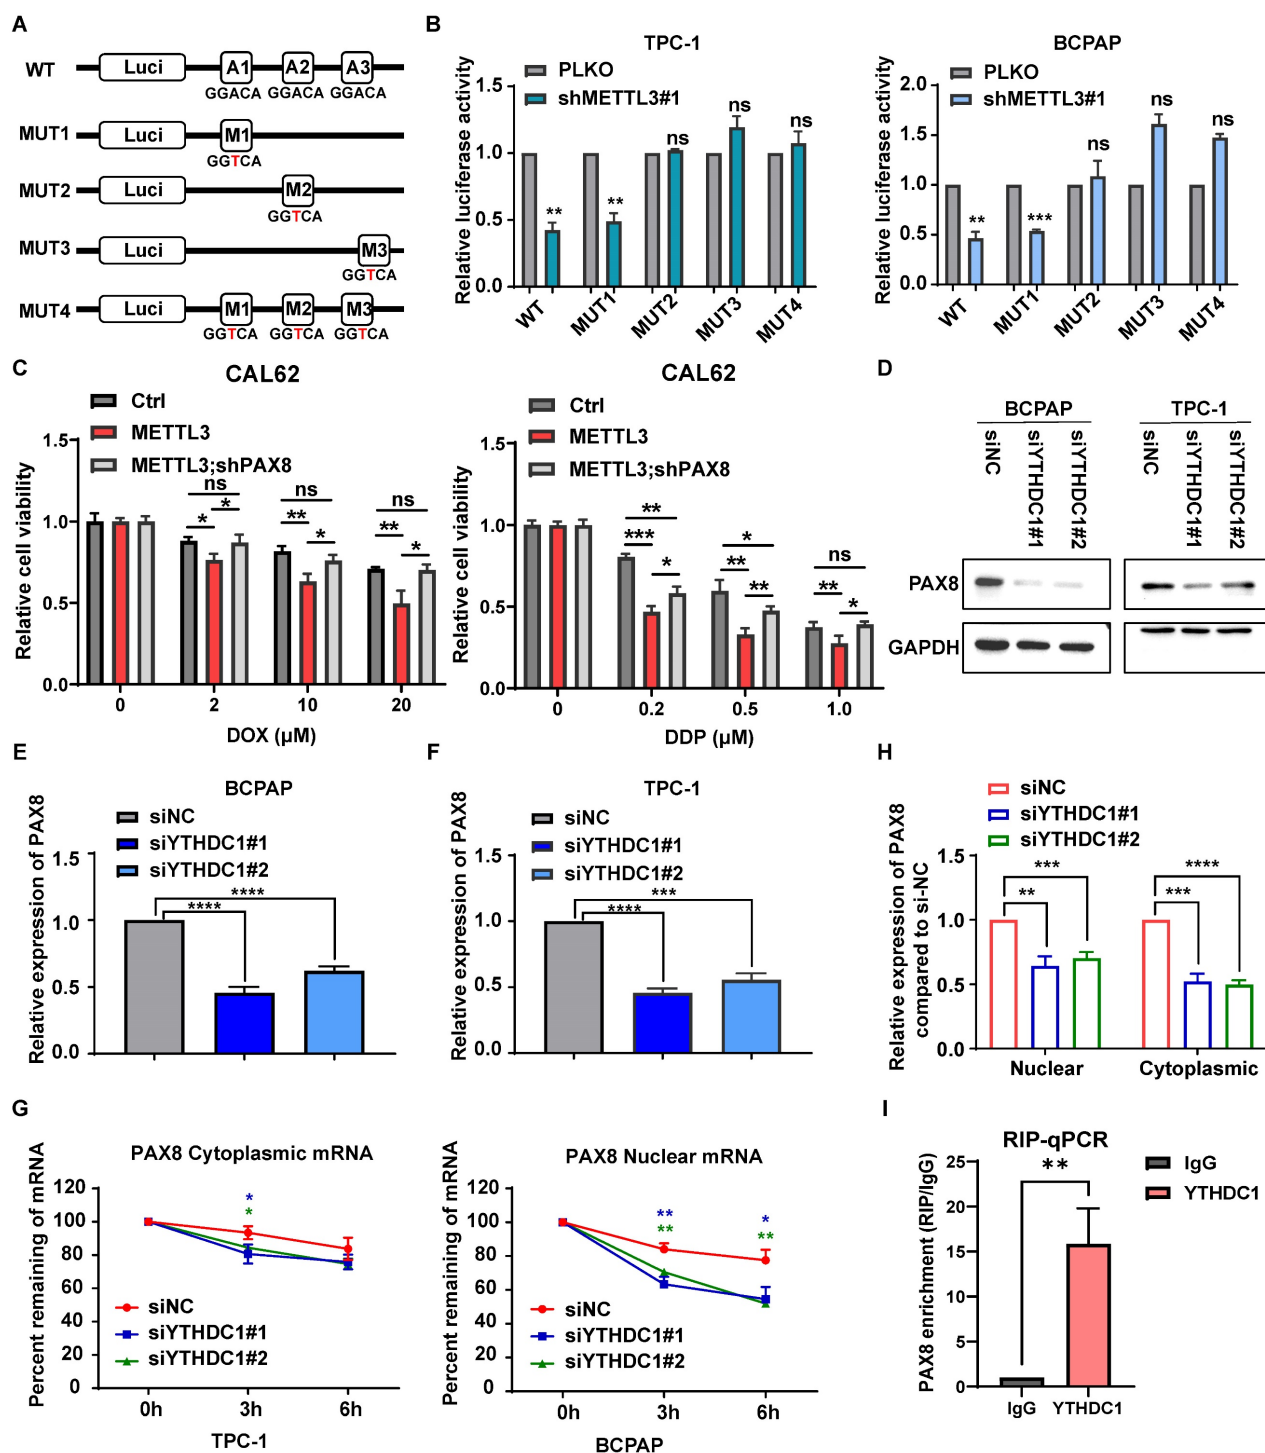 A
WT
Luci
A1
A2
A3
GGACA GGACA GGACA
MUT1
Luci
M1
GGTCA
MUT2
Luci
M2
GGTCA
MUT3
Luci
M3
GGTCA
MUT4
Luci
M1
M2
M3
GGTCA GGTCA GGTCA
B
TPC-1
PLKO
shMETTL3#1
Relative luciferase activity
1.5
1.0
0.5
0.0
**
**
ns
ns
ns
WT
MUT1
MUT2
MUT3
MUT4
BCPAP
PLKO
shMETTL3#1
Relative luciferase activity
2.0
1.5
1.0
0.5
0.0
**
***
ns
ns
ns
WT
MUT1
MUT2
MUT3
MUT4
C
CAL62
Ctrl
METTL3
METTL3;shPAX8
Relative cell viability
1.5
1.0
0.5
0.0
ns
*
*
ns
**
*
ns
**
*
0
2
10
20
DOX (μM)
CAL62
Ctrl
METTL3
METTL3;shPAX8
Relative cell viability
1.5
1.0
0.5
0.0
**
***
*
*
**
**
ns
**
*
0
0.2
0.5
1.0
DDP (μM)
D
BCPAP
TPC-1
siNC
siYTHDC1#1
siYTHDC1#2
siNC
siYTHDC1#1
siYTHDC1#2
PAX8
GAPDH
E
BCPAP
siNC
siYTHDC1#1
siYTHDC1#2
Relative expression of PAX8
1.5
1.0
0.5
0.0
****
****
F
TPC-1
siNC
siYTHDC1#1
siYTHDC1#2
Relative expression of PAX8
1.5
1.0
0.5
0.0
***
****
H
siNC
siYTHDC1#1
siYTHDC1#2
Relative expression of PAX8
compared to si-NC
1.5
1.0
0.5
0.0
***
**
****
***
Nuclear
Cytoplasmic
G
PAX8 Cytoplasmic mRNA
Percent remaining of mRNA
120
100
80
60
40
20
0
*
*
siNC
siYTHDC1#1
siYTHDC1#2
0h
3h
6h
TPC-1
PAX8 Nuclear mRNA
Percent remaining of mRNA
120
100
80
60
40
20
0
**
**
*
**
siNC
siYTHDC1#1
siYTHDC1#2
0h
3h
6h
BCPAP
I
RIP-qPCR
IgG
YTHDC1
PAX8 enrichment (RIP/IgG)
25
20
15
10
5
0
**
IgG
YTHDC1